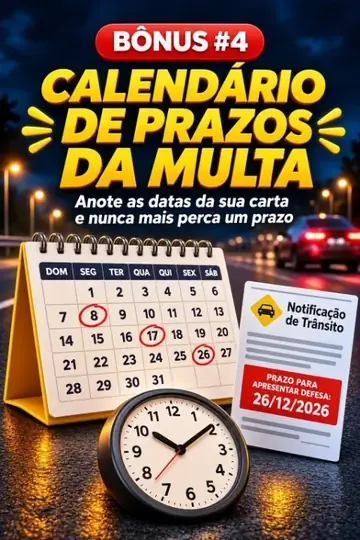 BÔNUS #4
CALENDÁRIO
DE PRAZOS
DA MULTA
Anote as datas da sua carta
e nunca mais perca um prazo
DOM SEG TER QUA QUI SEX SÁB
1 2 3 4 5 6
7 8 9 10 11 12 13
14 15 16 17 18 19 20
21 22 23 24 25 26 27
28 29 30 31
Notificação
de Trânsito
PRAZO PARA
APRESENTAR DEFESA:
26/12/2026
12
1
2
3
4
5
6
7
8
9
10
11